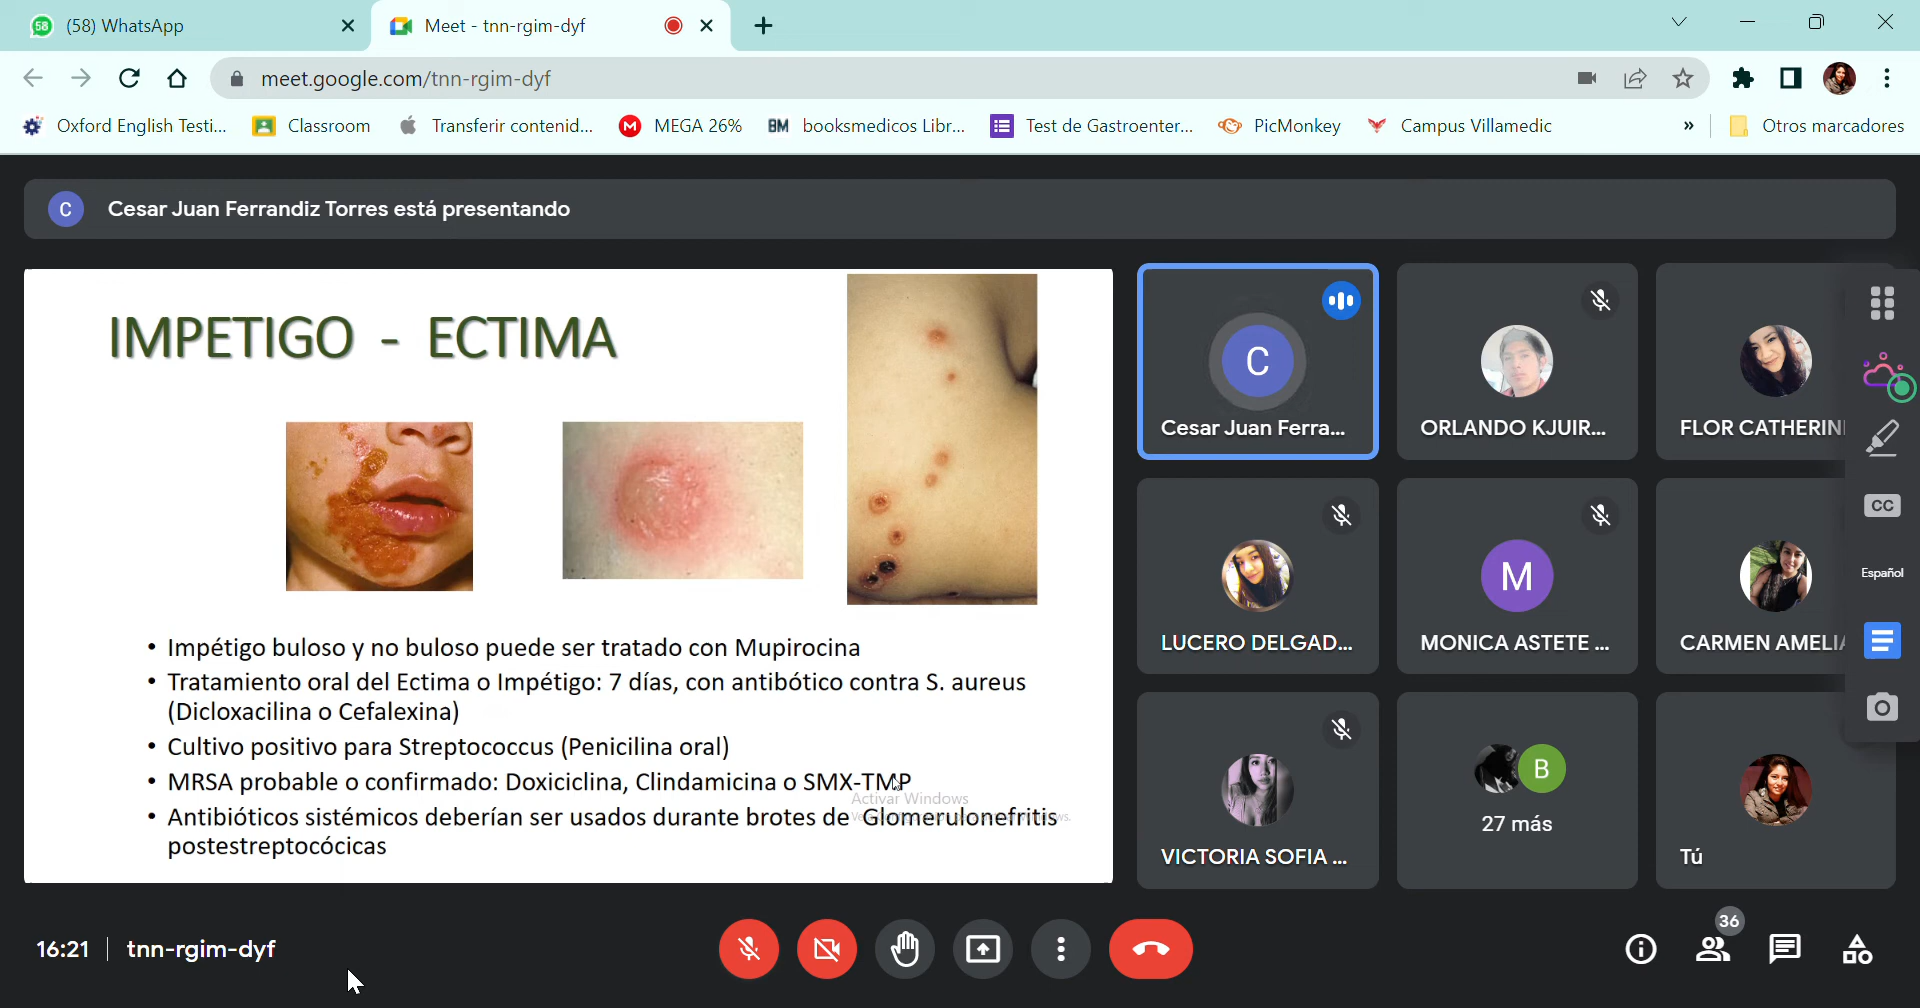 58 (58) WhatsApp
Meet - tnn-rgim-dyf
meet.google.com/tnn-rgim-dyf
Oxford English Testi...
Classroom
Transferir contenid...
MEGA 26%
BM booksmedicos Libr...
Test de Gastroenter...
PicMonkey
Campus Villamedic
»
Otros marcadores
C Cesar Juan Ferrandiz Torres está presentando
IMPETIGO - ECTIMA
• Impétigo buloso y no buloso puede ser tratado con Mupirocina
• Tratamiento oral del Ectima o Impétigo: 7 días, con antibótico contra S. aureus
(Dicloxacilina o Cefalexina)
• Cultivo positivo para Streptococcus (Penicilina oral)
• MRSA probable o confirmado: Doxiciclina, Clindamicina o SMX-TMP
Activar Windows
• Antibióticos sistémicos deberían ser usados durante brotes de Glomerulonefritis
postestreptocócicas
C
Cesar Juan Ferra...
ORLANDO KJUIR...
FLOR CATHERIN
LUCERO DELGAD...
M
MONICA ASTETE ...
CARMEN AMELIA
VICTORIA SOFIA ...
B
27 más
Tú
CC
Español
16:21
tnn-rgim-dyf
36